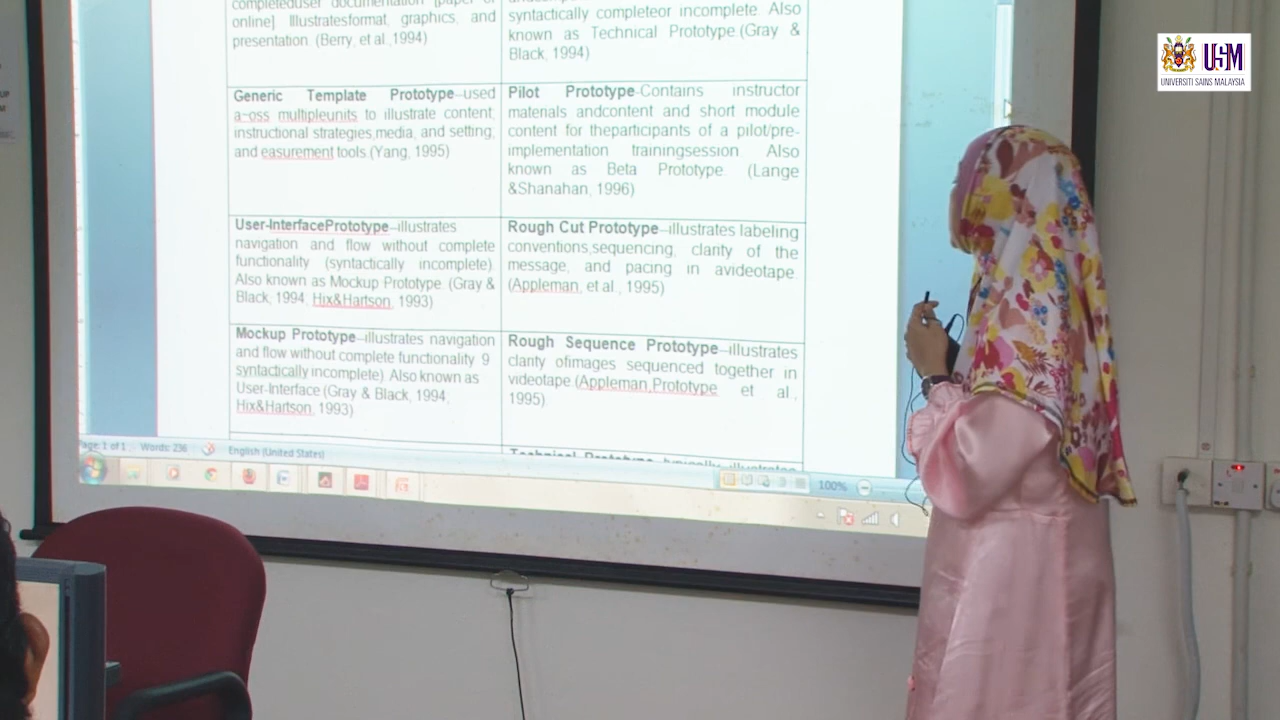 completeduser documentation [paper or
online]. Illustratesformat, graphics, and
presentation. (Berry, et al.,1994)
syntactically completeor incomplete. Also
known as Technical Prototype.(Gray &
Black, 1994)
Generic Template Prototype–used
a~oss multipleunits to illustrate content,
instructional strategies,media, and setting,
and easurement tools.(Yang, 1995)
Pilot Prototype-Contains instructor
materials andcontent and short module
content for theparticipants of a pilot/pre-
implementation trainingsession. Also
known as Beta Prototype. (Lange
&Shanahan, 1996)
User-InterfacePrototype–illustrates
navigation and flow without complete
functionality (syntactically incomplete).
Also known as Mockup Prototype. (Gray &
Black, 1994, Hix&Hartson, 1993)
Rough Cut Prototype–illustrates labeling
conventions,sequencing, clarity of the
message, and pacing in avideotape.
(Appleman, et al., 1995)
Mockup Prototype–illustrates navigation
and flow without complete functionality 9
syntactically incomplete). Also known as
User-Interface.(Gray & Black, 1994,
Hix&Hartson, 1993)
Rough Sequence Prototype–illustrates
clarity ofimages sequenced together in
videotape.(Appleman,Prototype et al.,
1995)
Technical Prototype–typically illustrates
Page: 1 of 1 Words: 236 English (United States)
100%
USM
UNIVERSITI SAINS MALAYSIA
UP